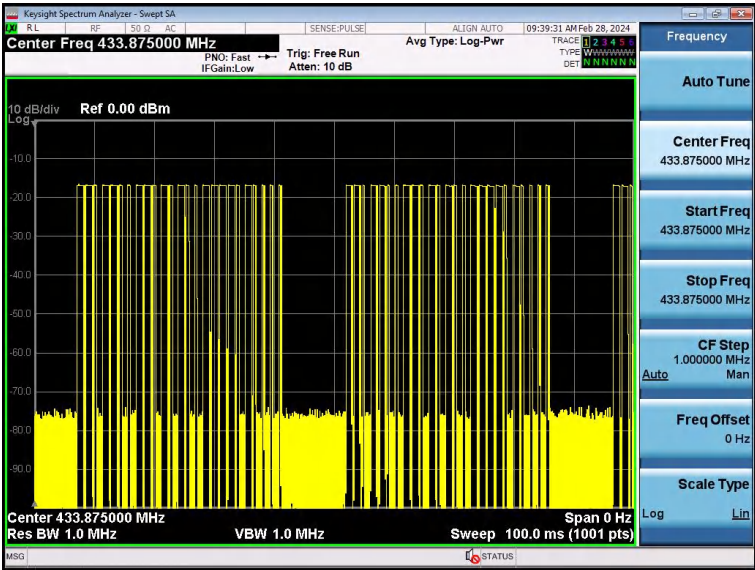 Keysight Spectrum Analyzer - Swept SA
RL RF 50 Ω AC SENSE:PULSE ALIGN AUTO 09:39:31 AM Feb 28, 2024
Center Freq 433.875000 MHz
PNO: Fast
IFGain:Low
Trig: Free Run
Atten: 10 dB
Avg Type: Log-Pwr
TRACE 1 2 3 4 5 6
TYPE W
DET N N N N N N
10 dB/div Ref 0.00 dBm
Log
-10.0
-20.0
-30.0
-40.0
-50.0
-60.0
-70.0
-80.0
-90.0
Center 433.875000 MHz Span 0 Hz
Res BW 1.0 MHz VBW 1.0 MHz Sweep 100.0 ms (1001 pts)
MSG STATUS
Frequency
Auto Tune
Center Freq
433.875000 MHz
Start Freq
433.875000 MHz
Stop Freq
433.875000 MHz
CF Step
1.000000 MHz
Auto Man
Freq Offset
0 Hz
Scale Type
Log Lin